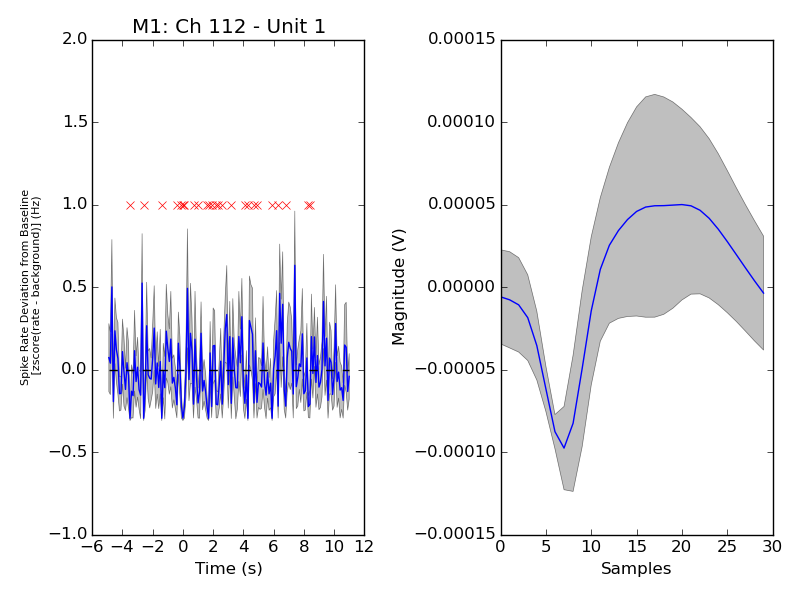 M1: Ch 112 - Unit 1
2.0
1.5
1.0
0.5
0.0
−0.5
−1.0
Spike Rate Deviation from Baseline
[zscore(rate - background)] (Hz)
−6 −4 −2 0 2 4 6 8 10 12
Time (s)
0.00015
0.00010
0.00005
0.00000
−0.00005
−0.00010
−0.00015
Magnitude (V)
0 5 10 15 20 25 30
Samples